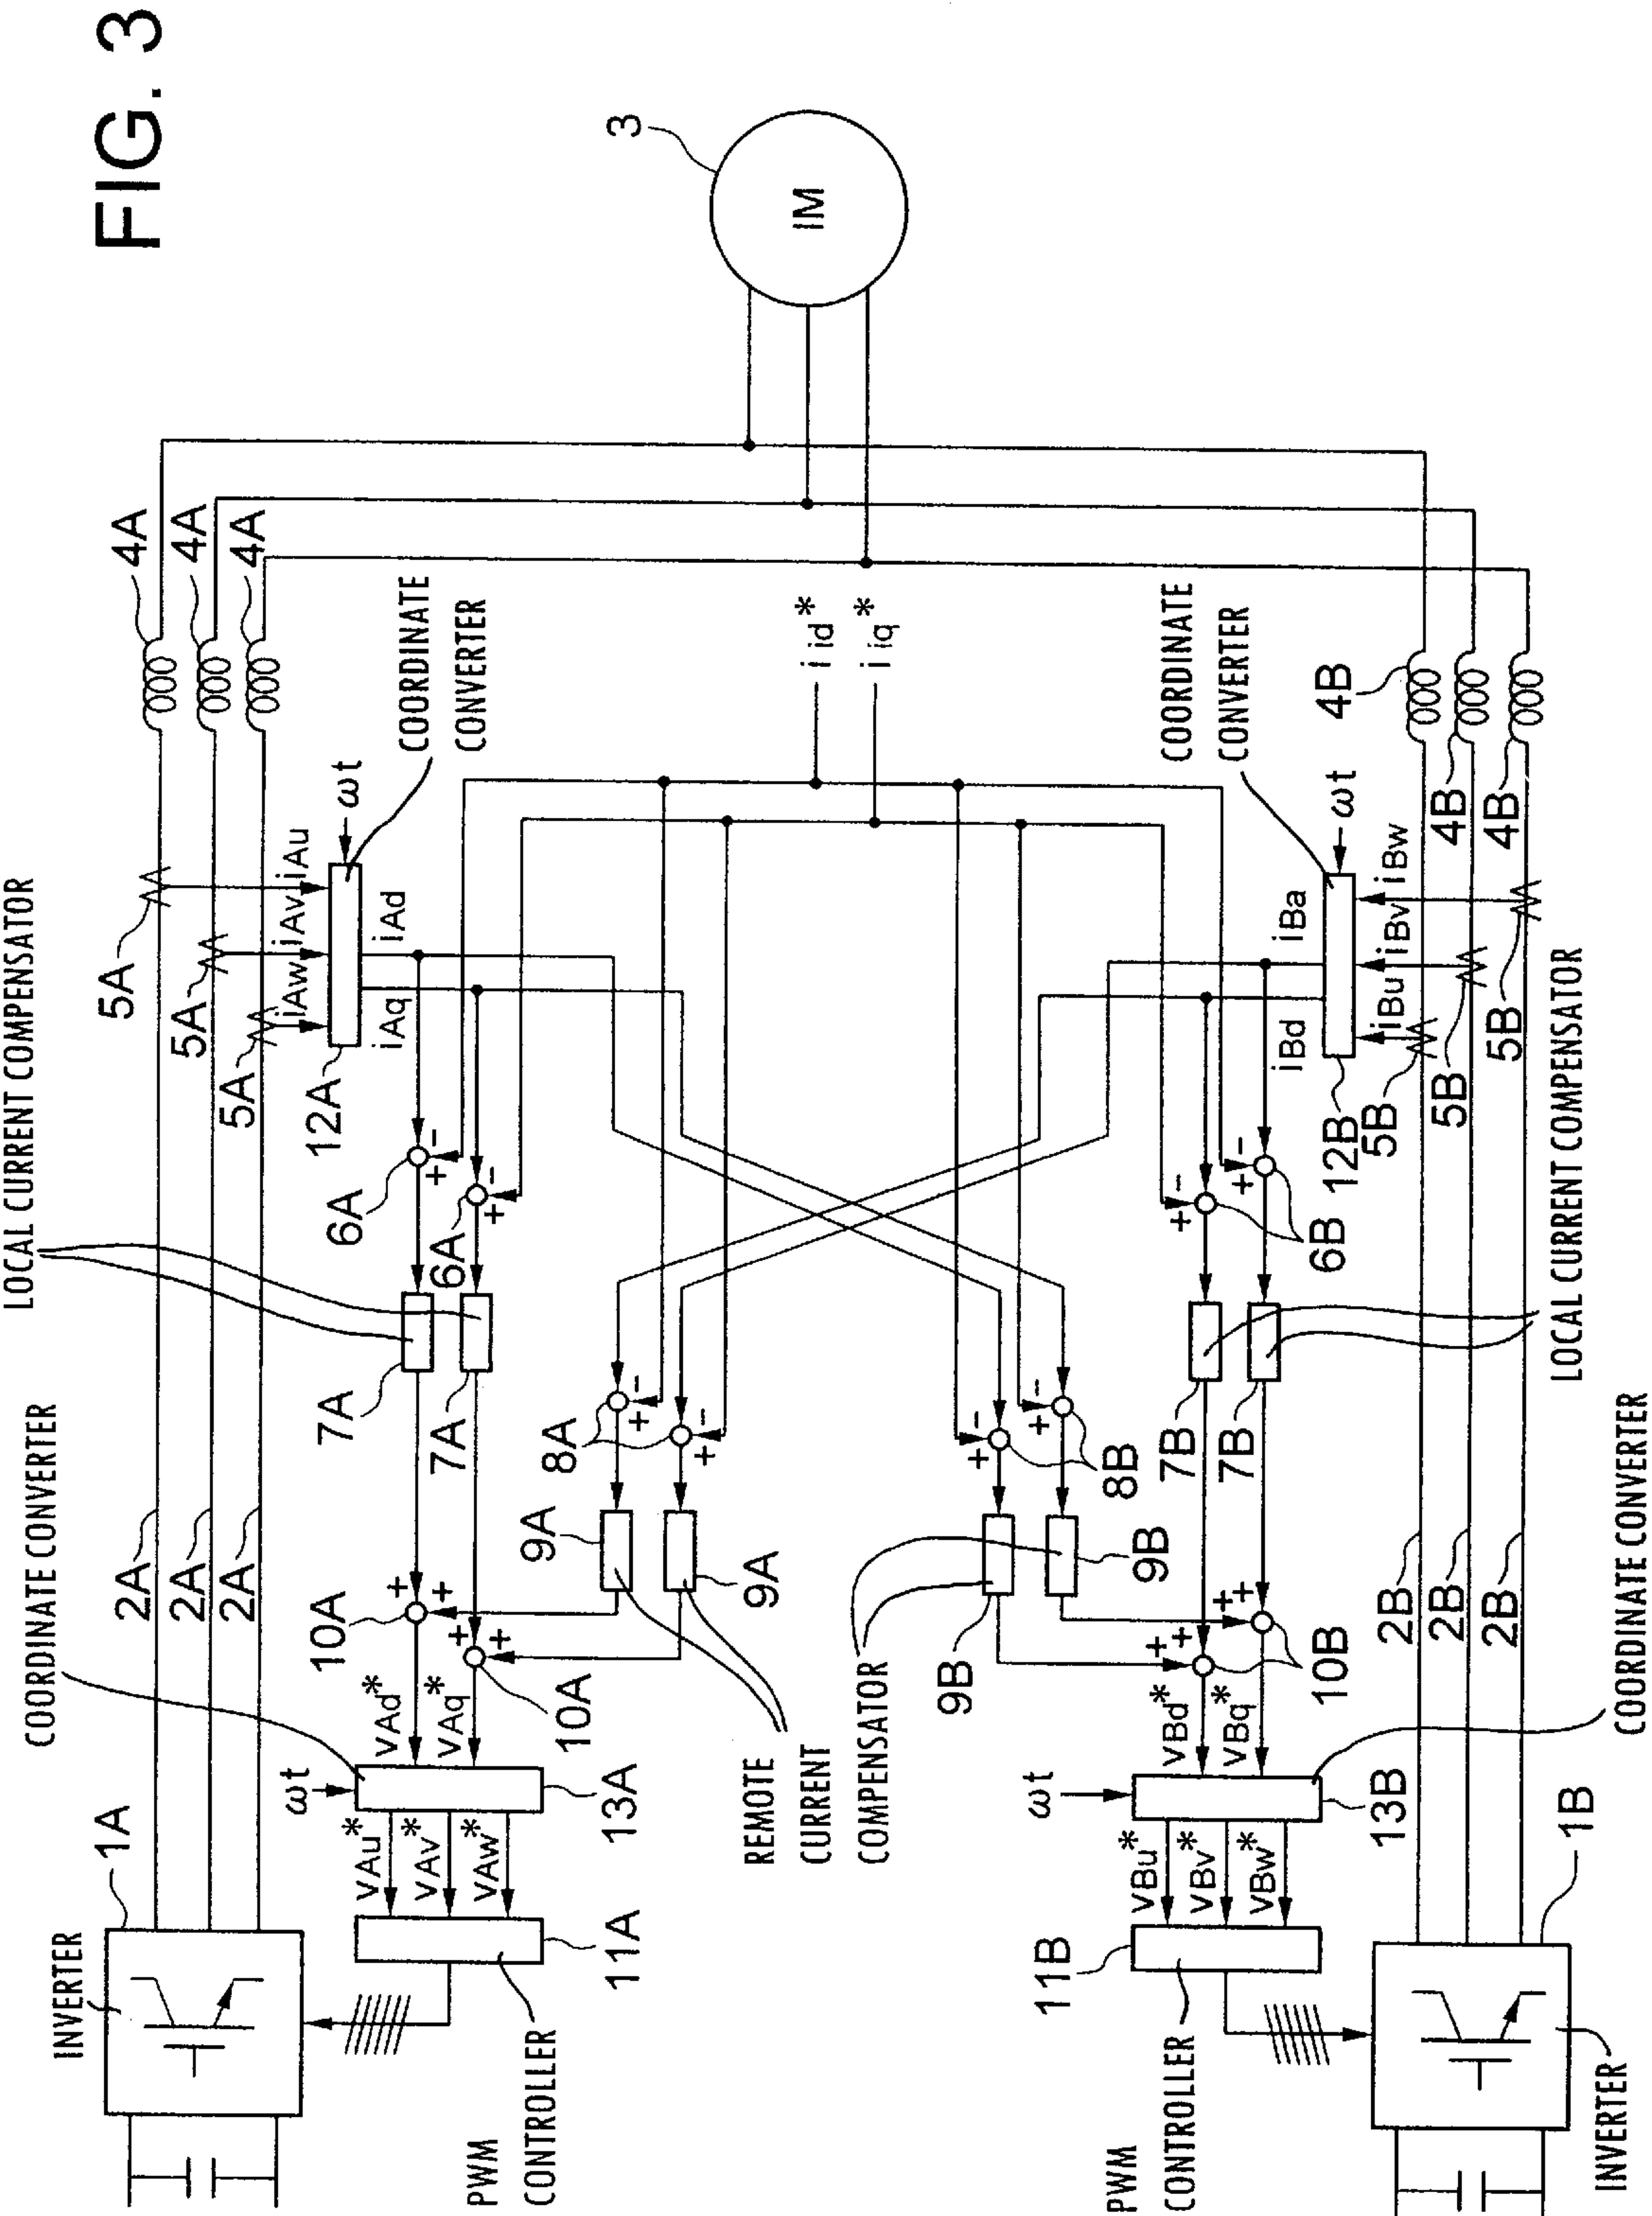 FIG. 3
INVERTER
1A
2A
2A
2A
5A
5A
5A
4A
4A
4A
LOCAL CURRENT COMPENSATOR
COORDINATE CONVERTER
iAu
iAv
iAw
ωt
12A
COORDINATE
CONVERTER
iAd
iAq
6A
6A
+
-
+
-
7A
7A
10A
10A
+
+
+
+
VAd*
VAq*
ωt
13A
VAu*
VAv*
VAw*
11A
PWM
CONTROLLER
8A
+
-
+
-
9A
9A
REMOTE
CURRENT
COMPENSATOR
i id*
i iq*
3
IM
8B
+
-
+
-
9B
9B
6B
+
-
+
-
7B
7B
10B
+
+
+
+
VBd*
VBq*
ωt
13B
VBu*
VBv*
VBw*
11B
PWM
CONTROLLER
COORDINATE
CONVERTER
iBa
iBd
ωt
12B
iBu
iBv
iBw
5B
5B
5B
4B
4B
4B
2B
2B
2B
LOCAL CURRENT COMPENSATOR
COORDINATE CONVERTER
1B
INVERTER